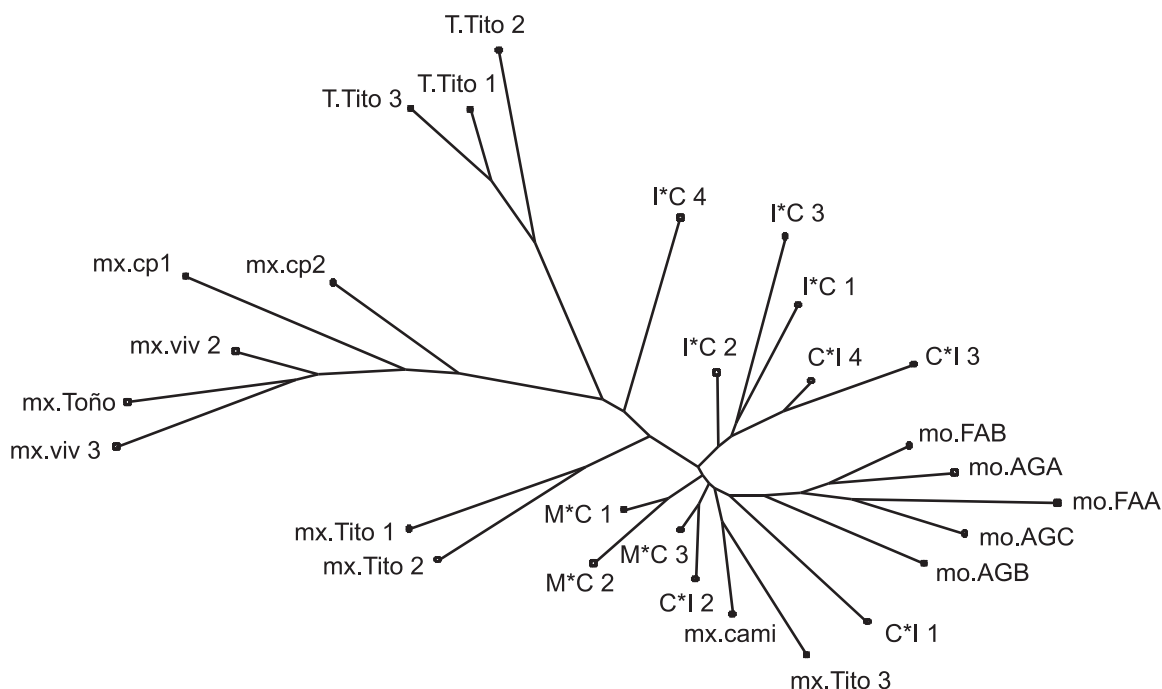 T.Tito 2
T.Tito 1
T.Tito 3
I*C 4
I*C 3
mx.cp1
mx.cp2
I*C 1
mx.viv 2
I*C 2
C*I 4
C*I 3
mx.Toño
mx.viv 3
mo.FAB
mo.AGA
mo.FAA
mx.Tito 1
M*C 1
mo.AGC
mx.Tito 2
M*C 3
M*C 2
mo.AGB
C*I 2
mx.cami
C*I 1
mx.Tito 3